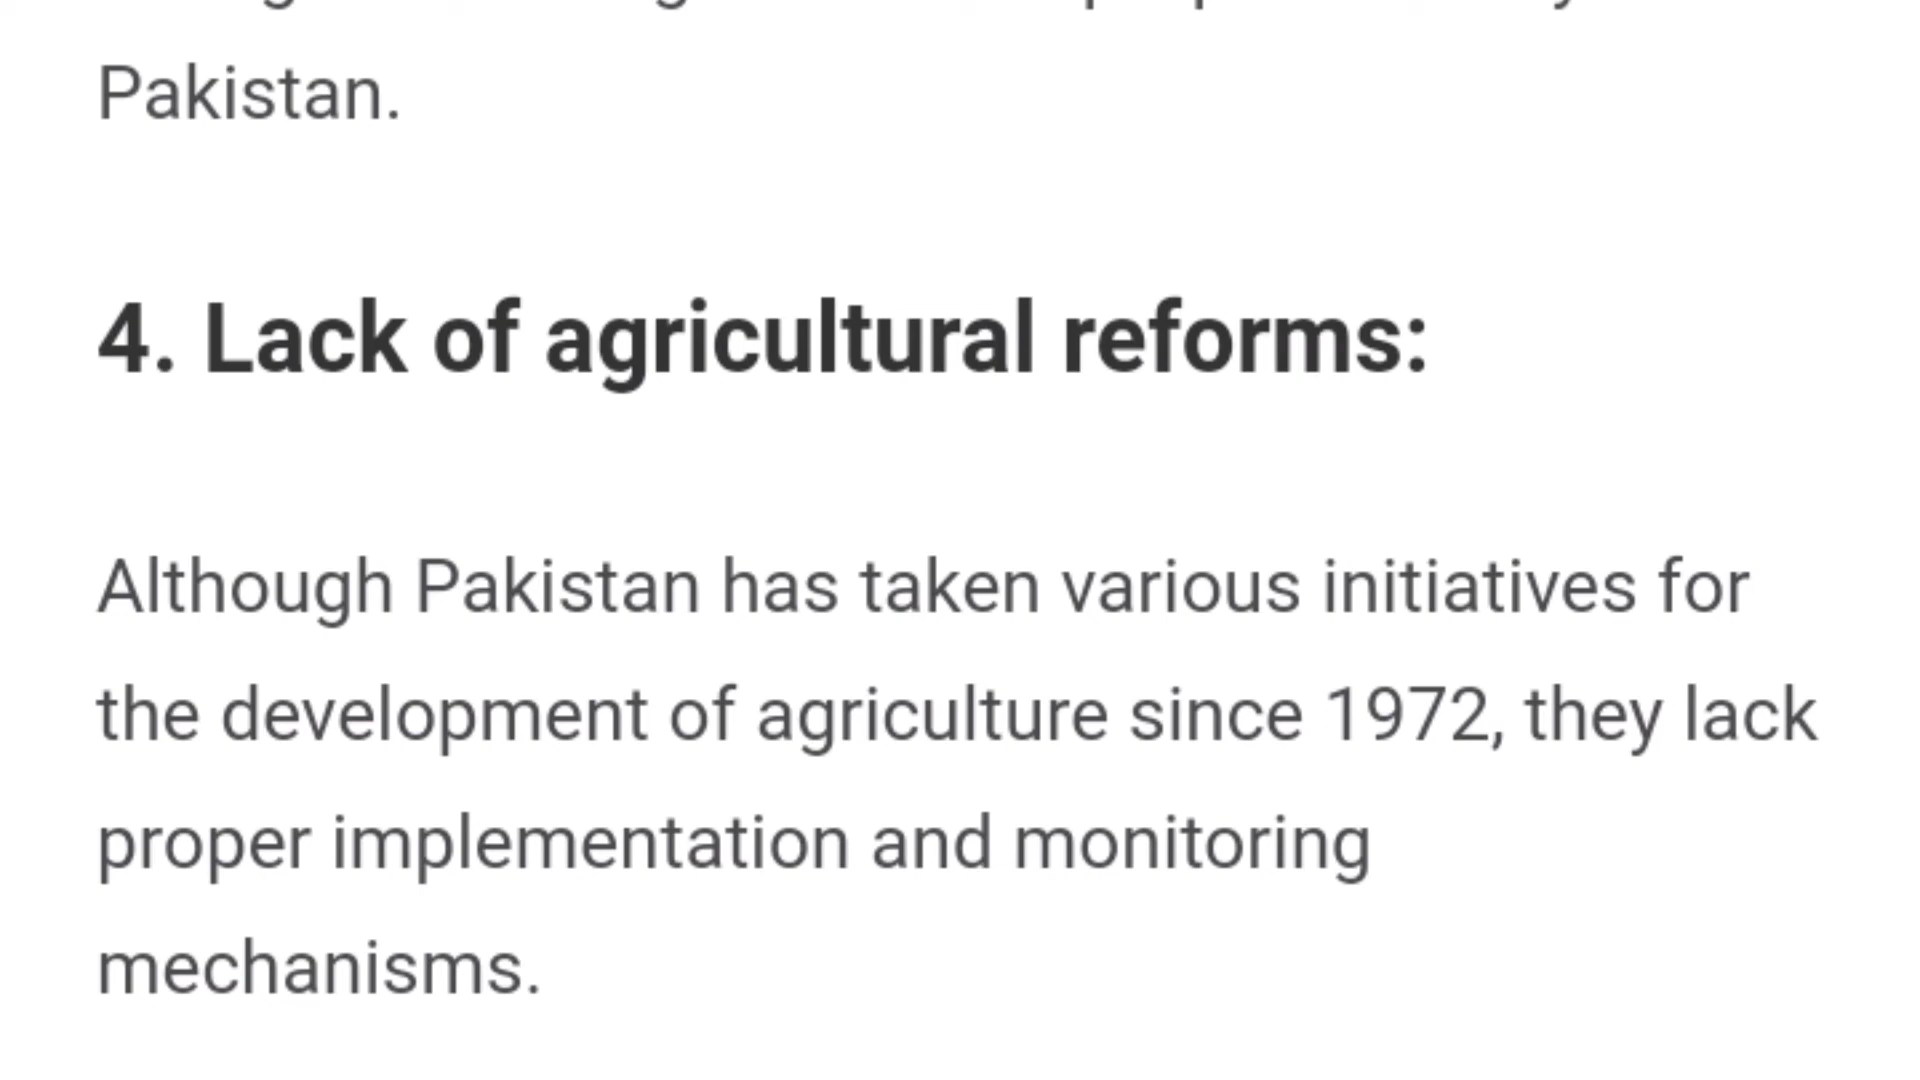 Pakistan.
4. Lack of agricultural reforms:
Although Pakistan has taken various initiatives for
the development of agriculture since 1972, they lack
proper implementation and monitoring
mechanisms.